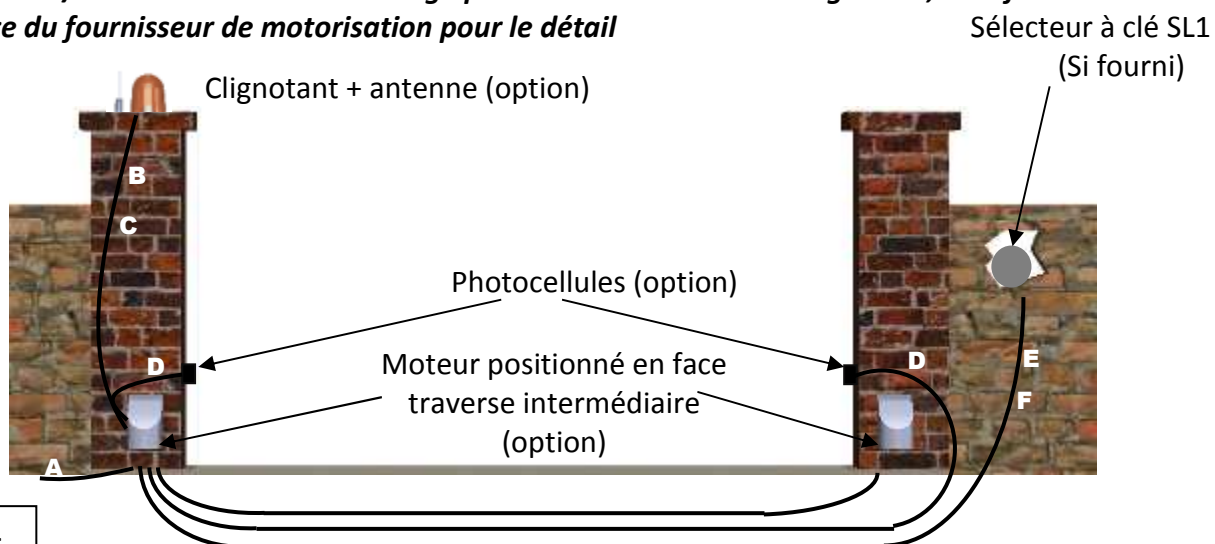 ce du fournisseur de motorisation pour le détail
Sélecteur à clé SL1
(Si fourni)
Clignotant + antenne (option)
B
C
Photocellules (option)
D
D
Moteur positionné en face
traverse intermédiaire
(option)
E
F
A